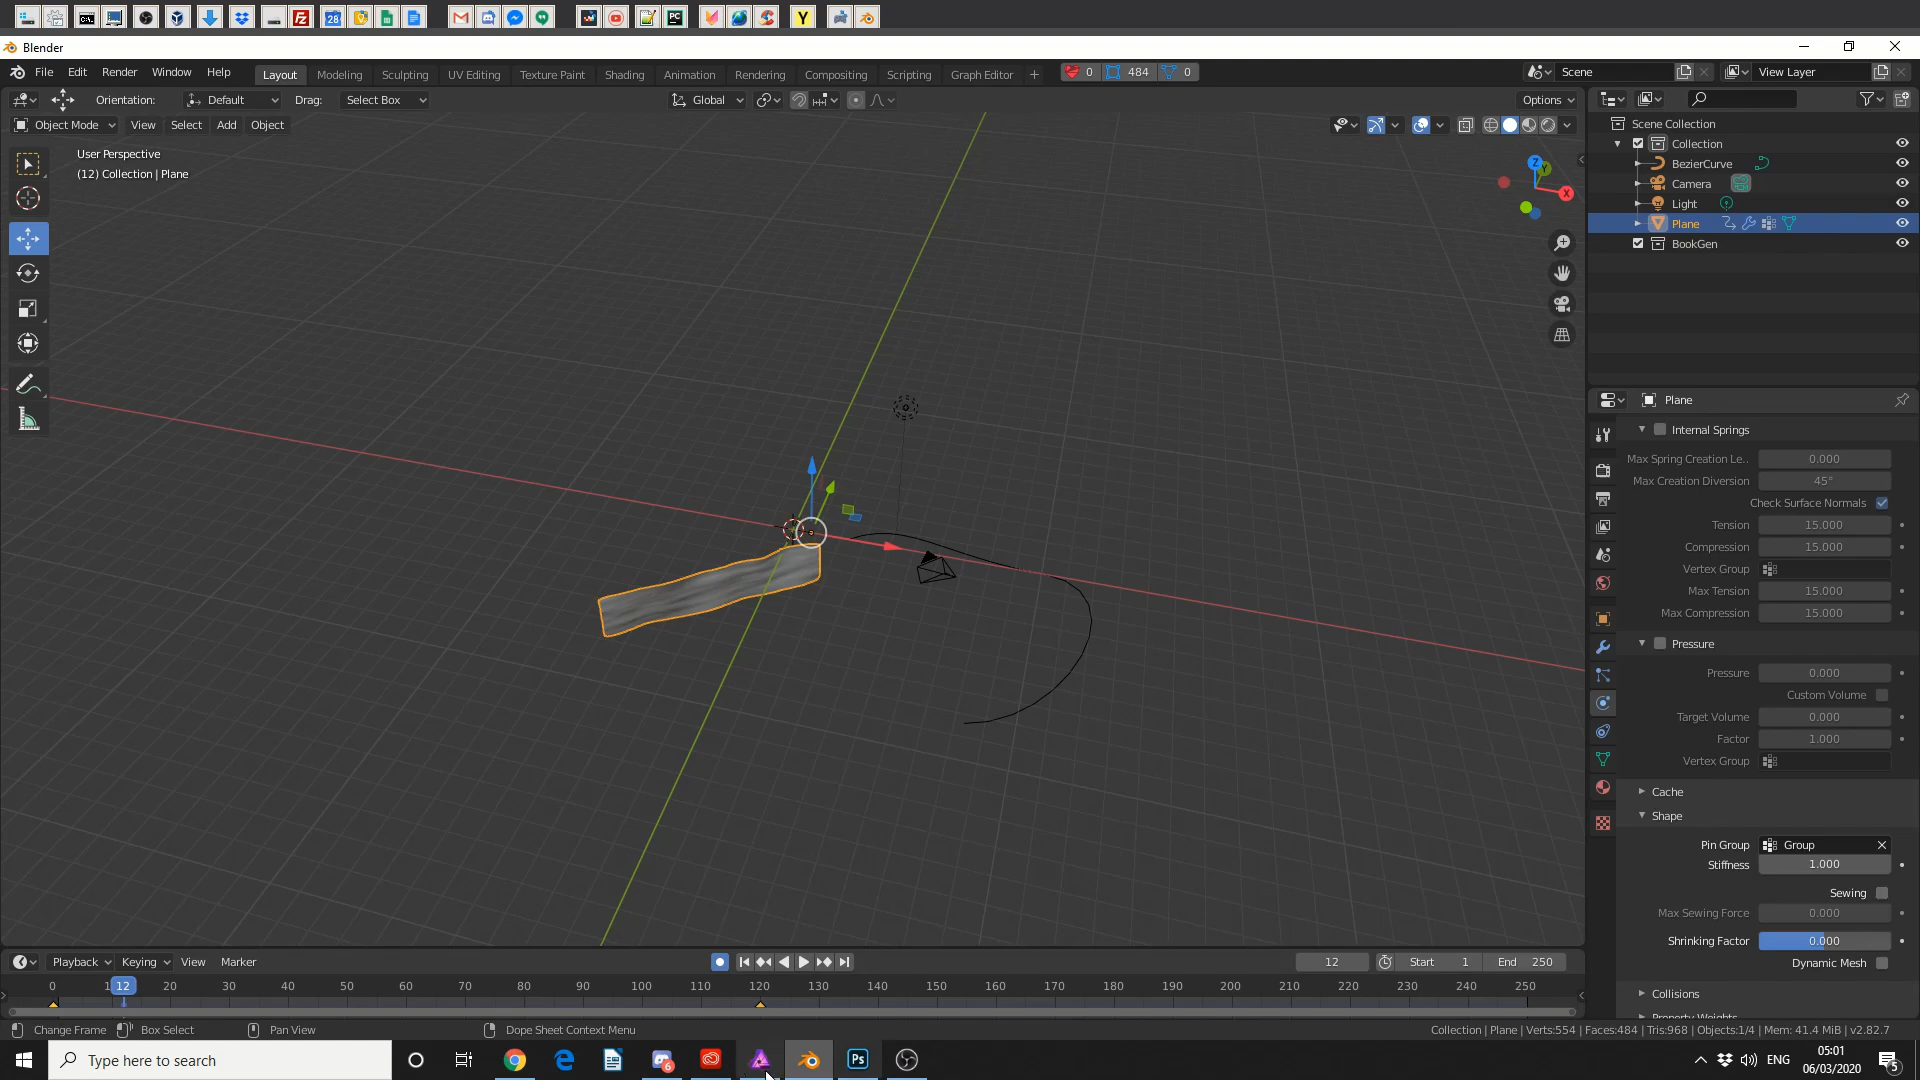 28
Y
Blender
File Edit Render Window Help
Layout Modeling Sculpting UV Editing Texture Paint Shading Animation Rendering Compositing Scripting Graph Editor +
0 484 0
Scene
View Layer
Orientation: Default Drag: Select Box
Global
Options
Object Mode View Select Add Object
User Perspective
(12) Collection | Plane
Z
Y
X
Scene Collection
Collection
BezierCurve
Camera
Light
Plane
BookGen
Plane
Internal Springs
Max Spring Creation Le.. 0.000
Max Creation Diversion 45°
Check Surface Normals
Tension 15.000
Compression 15.000
Vertex Group
Max Tension 15.000
Max Compression 15.000
Pressure
Pressure 0.000
Custom Volume
Target Volume 0.000
Factor 1.000
Vertex Group
Cache
Shape
Pin Group Group
Stiffness 1.000
Sewing
Max Sewing Force 0.000
Shrinking Factor 0.000
Dynamic Mesh
Collisions
Property Weights
Playback Keying View Marker
12 Start 1 End 250
0 1 12 20 30 40 50 60 70 80 90 100 110 120 130 140 150 160 170 180 190 200 210 220 230 240 250
Change Frame Box Select Pan View Dope Sheet Context Menu
Collection | Plane | Verts:554 | Faces:484 | Tris:968 | Objects:1/4 | Mem: 41.4 MiB | v2.82.7
Type here to search
6
Ps
ENG
05:01
06/03/2020
5